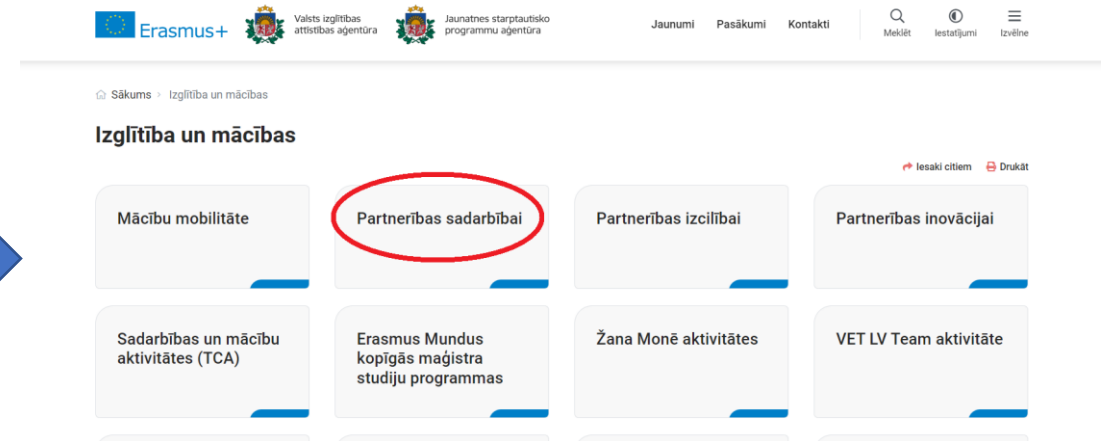 Erasmus+
Valsts izglītības
attīstības aģentūra
Jaunatnes starptautisko
programmu aģentūra
Jaunumi
Pasākumi
Kontakti
Meklēt
Iestatījumi
Izvēlne
Sākums > Izglītība un mācības
Izglītība un mācības
Iesaki citiem
Drukāt
Mācību mobilitāte
Partnerības sadarbībai
Partnerības izcilībai
Partnerības inovācijai
Sadarbības un mācību
aktivitātes (TCA)
Erasmus Mundus
kopīgās maģistra
studiju programmas
Žana Monē aktivitātes
VET LV Team aktivitāte